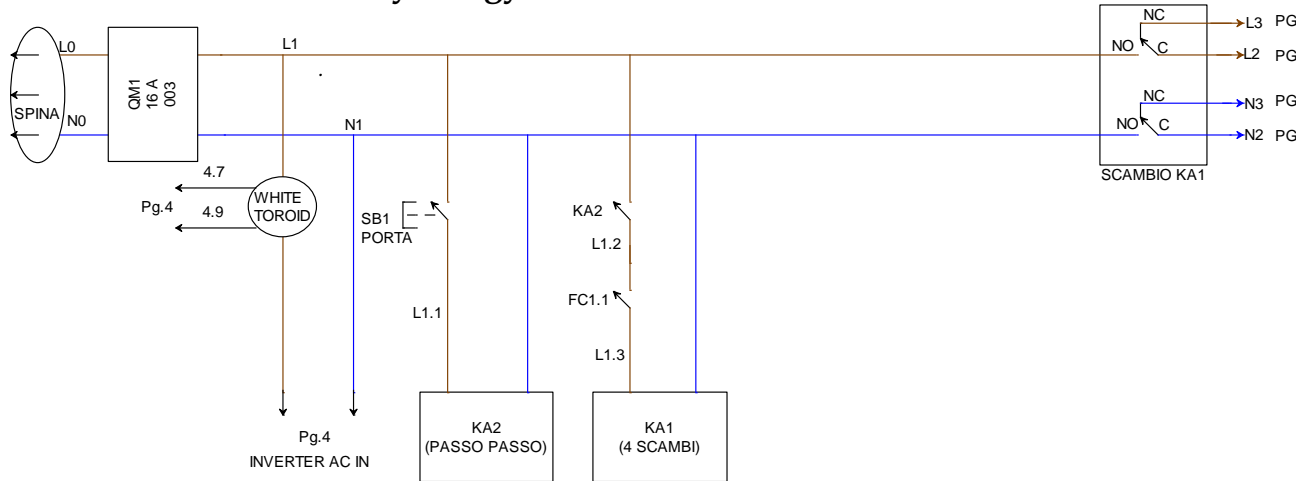 L0
L1
N0
N1
SPINA
QM1
16 A
003
4.7
Pg.4
4.9
WHITE
TOROID
SB1
PORTA
L1.1
KA2
L1.2
FC1.1
L1.3
Pg.4
INVERTER AC IN
KA2
(PASSO PASSO)
KA1
(4 SCAMBI)
NC
NO
C
L3 PG
L2 PG
NC
NO
C
N3 PG
N2 PG
SCAMBIO KA1